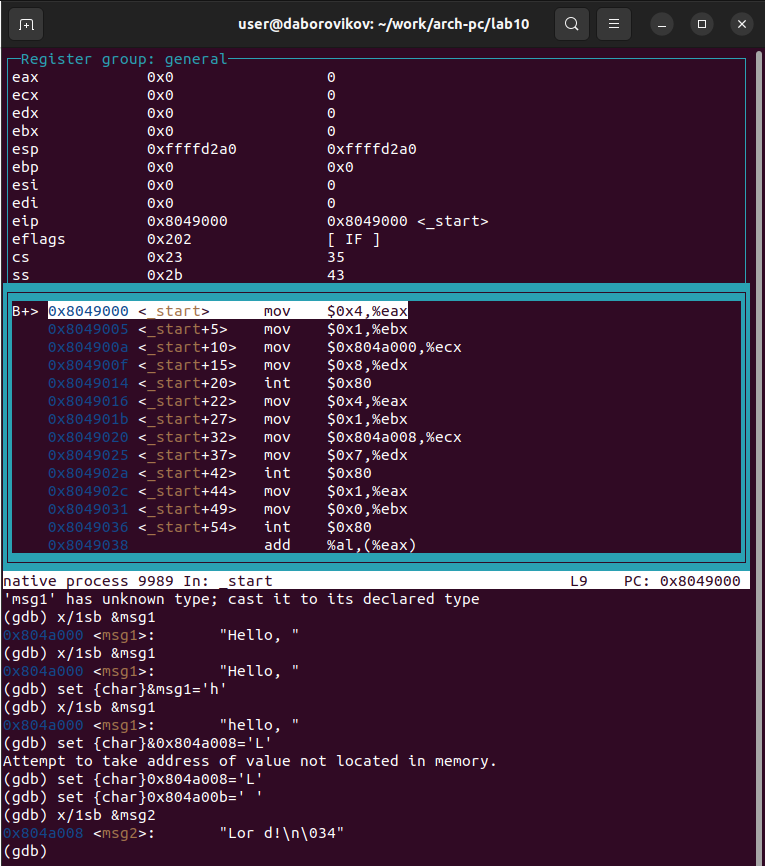 user@daborovikov: ~/work/arch-pc/lab10
Register group: general
eax 0x0 0
ecx 0x0 0
edx 0x0 0
ebx 0x0 0
esp 0xffffd2a0 0xffffd2a0
ebp 0x0 0x0
esi 0x0 0
edi 0x0 0
eip 0x8049000 0x8049000 <_start>
eflags 0x202 [ IF ]
cs 0x23 35
ss 0x2b 43
B+> 0x8049000 <_start> mov $0x4,%eax
0x8049005 <_start+5> mov $0x1,%ebx
0x804900a <_start+10> mov $0x804a000,%ecx
0x804900f <_start+15> mov $0x8,%edx
0x8049014 <_start+20> int $0x80
0x8049016 <_start+22> mov $0x4,%eax
0x804901b <_start+27> mov $0x1,%ebx
0x8049020 <_start+32> mov $0x804a008,%ecx
0x8049025 <_start+37> mov $0x7,%edx
0x804902a <_start+42> int $0x80
0x804902c <_start+44> mov $0x1,%eax
0x8049031 <_start+49> mov $0x0,%ebx
0x8049036 <_start+54> int $0x80
0x8049038 add %al,(%eax)
native process 9989 In: _start L9 PC: 0x8049000
'msg1' has unknown type; cast it to its declared type
(gdb) x/1sb &msg1
0x804a000 <msg1>: "Hello, "
(gdb) x/1sb &msg1
0x804a000 <msg1>: "Hello, "
(gdb) set {char}&msg1='h'
(gdb) x/1sb &msg1
0x804a000 <msg1>: "hello, "
(gdb) set {char}&0x804a008='L'
Attempt to take address of value not located in memory.
(gdb) set {char}0x804a008='L'
(gdb) set {char}0x804a00b=' '
(gdb) x/1sb &msg2
0x804a008 <msg2>: "Lor d!\n\034"
(gdb)